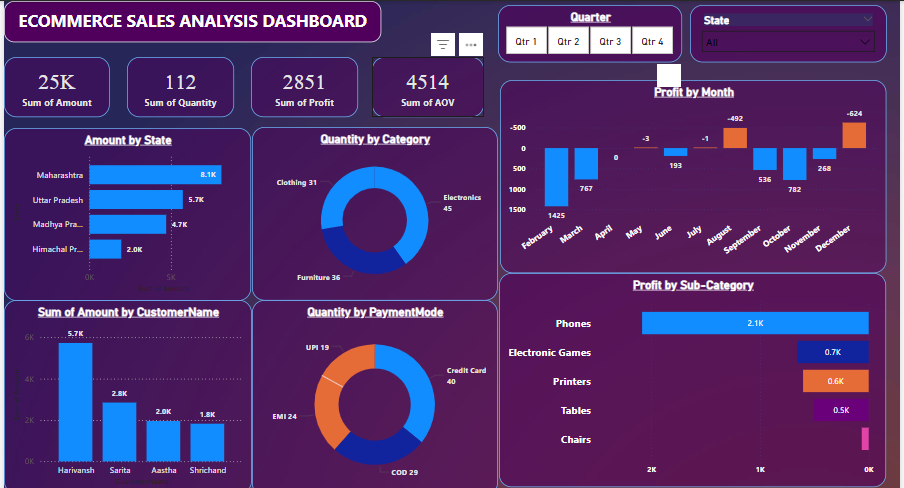 ECOMMERCE SALES ANALYSIS DASHBOARD
Quarter
Qtr 1
Qtr 2
Qtr 3
Qtr 4
State
All
25K
Sum of Amount
112
Sum of Quantity
2851
Sum of Profit
4514
Sum of AOV
Amount by State
Maharashtra
8.1K
Uttar Pradesh
5.7K
Madhya Pra...
4.7K
Himachal Pr...
2.0K
0K
5K
Quantity by Category
Clothing 31
Electronics
45
Furniture 36
Profit by Month
-500
0
500
1000
1500
1425
767
0
-3
193
-1
-492
536
782
268
-624
February
March
April
May
June
July
August
September
October
November
December
Sum of Amount by CustomerName
6K
4K
2K
0K
5.7K
2.8K
2.0K
1.8K
Harivansh
Sarita
Aastha
Shrichand
Quantity by PaymentMode
UPI 19
Credit Card
40
EMI 24
COD 29
Profit by Sub-Category
Phones
2.1K
Electronic Games
0.7K
Printers
0.6K
Tables
0.5K
Chairs
2K
1K
0K